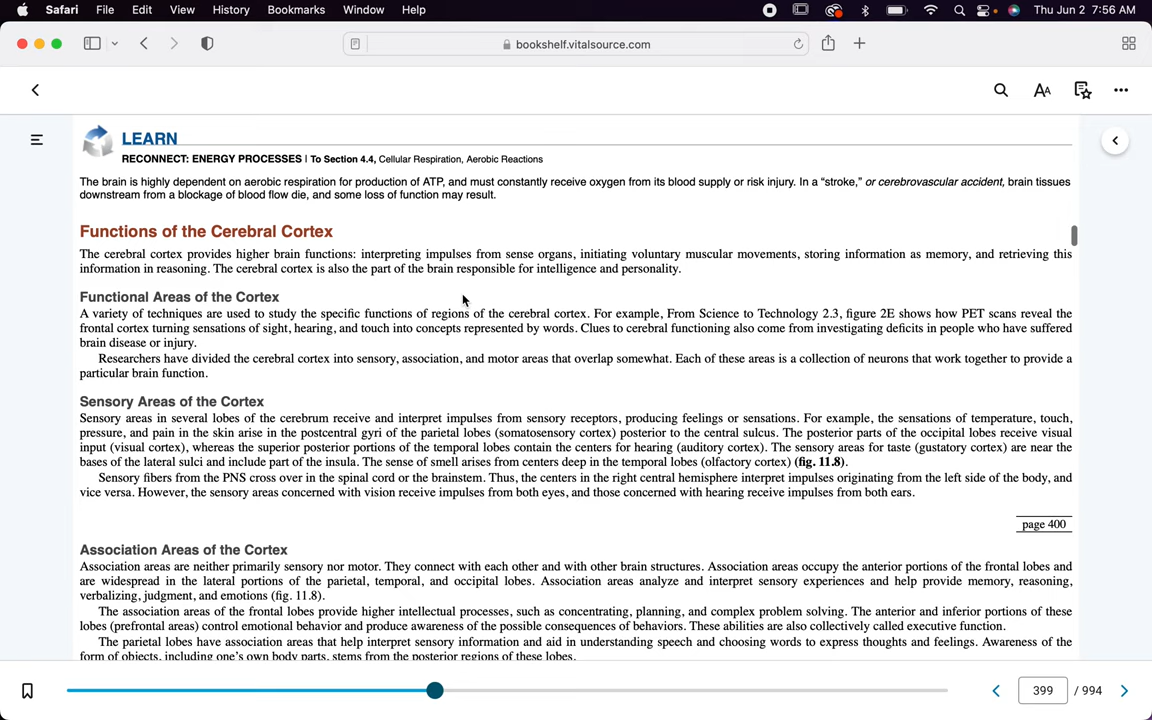 Safari File Edit View History Bookmarks Window Help Thu Jun 2 7:56 AM
bookshelf.vitalsource.com
AA
LEARN
RECONNECT: ENERGY PROCESSES | To Section 4.4, Cellular Respiration, Aerobic Reactions
The brain is highly dependent on aerobic respiration for production of ATP, and must constantly receive oxygen from its blood supply or risk injury. In a “stroke,” or cerebrovascular accident, brain tissues
downstream from a blockage of blood flow die, and some loss of function may result.
Functions of the Cerebral Cortex
The cerebral cortex provides higher brain functions: interpreting impulses from sense organs, initiating voluntary muscular movements, storing information as memory, and retrieving this
information in reasoning. The cerebral cortex is also the part of the brain responsible for intelligence and personality.
Functional Areas of the Cortex
A variety of techniques are used to study the specific functions of regions of the cerebral cortex. For example, From Science to Technology 2.3, figure 2E shows how PET scans reveal the
frontal cortex turning sensations of sight, hearing, and touch into concepts represented by words. Clues to cerebral functioning also come from investigating deficits in people who have suffered
brain disease or injury.
Researchers have divided the cerebral cortex into sensory, association, and motor areas that overlap somewhat. Each of these areas is a collection of neurons that work together to provide a
particular brain function.
Sensory Areas of the Cortex
Sensory areas in several lobes of the cerebrum receive and interpret impulses from sensory receptors, producing feelings or sensations. For example, the sensations of temperature, touch,
pressure, and pain in the skin arise in the postcentral gyri of the parietal lobes (somatosensory cortex) posterior to the central sulcus. The posterior parts of the occipital lobes receive visual
input (visual cortex), whereas the superior posterior portions of the temporal lobes contain the centers for hearing (auditory cortex). The sensory areas for taste (gustatory cortex) are near the
bases of the lateral sulci and include part of the insula. The sense of smell arises from centers deep in the temporal lobes (olfactory cortex) (fig. 11.8).
Sensory fibers from the PNS cross over in the spinal cord or the brainstem. Thus, the centers in the right central hemisphere interpret impulses originating from the left side of the body, and
vice versa. However, the sensory areas concerned with vision receive impulses from both eyes, and those concerned with hearing receive impulses from both ears.
page 400
Association Areas of the Cortex
Association areas are neither primarily sensory nor motor. They connect with each other and with other brain structures. Association areas occupy the anterior portions of the frontal lobes and
are widespread in the lateral portions of the parietal, temporal, and occipital lobes. Association areas analyze and interpret sensory experiences and help provide memory, reasoning,
verbalizing, judgment, and emotions (fig. 11.8).
The association areas of the frontal lobes provide higher intellectual processes, such as concentrating, planning, and complex problem solving. The anterior and inferior portions of these
lobes (prefrontal areas) control emotional behavior and produce awareness of the possible consequences of behaviors. These abilities are also collectively called executive function.
The parietal lobes have association areas that help interpret sensory information and aid in understanding speech and choosing words to express thoughts and feelings. Awareness of the
form of objects, including one's own body parts, stems from the posterior regions of these lobes.
399 / 994